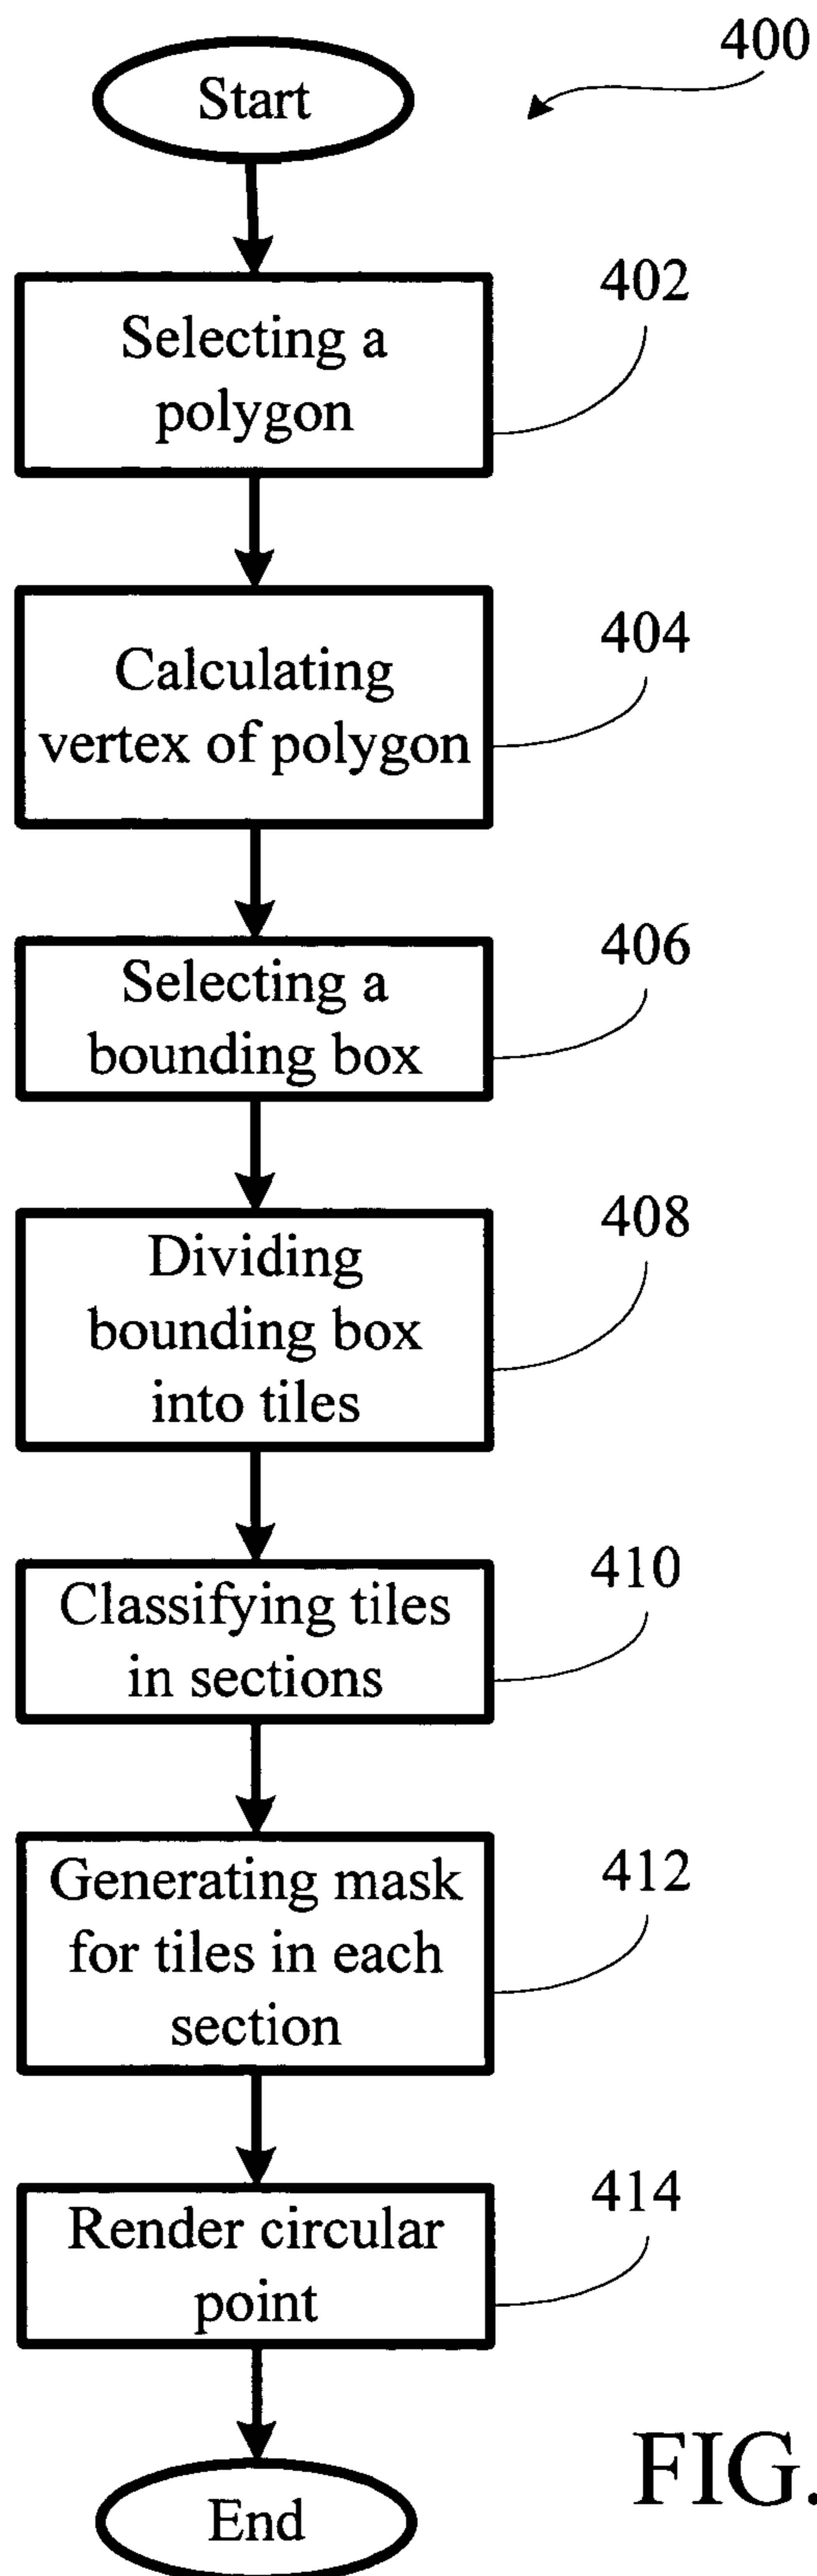 400
Start
402
Selecting a
polygon
404
Calculating
vertex of polygon
406
Selecting a
bounding box
408
Dividing
bounding box
into tiles
410
Classifying tiles
in sections
412
Generating mask
for tiles in each
section
414
Render circular
point
End
FIG.